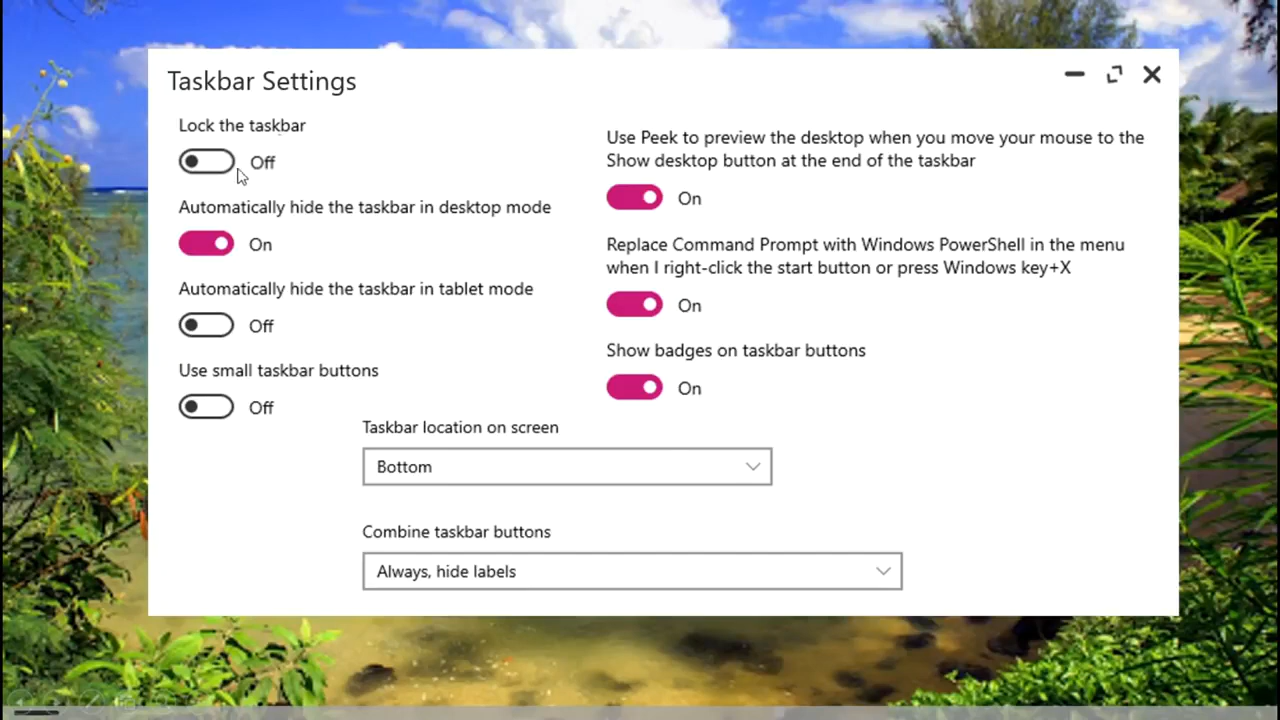 Taskbar Settings
Lock the taskbar
Off
Automatically hide the taskbar in desktop mode
On
Automatically hide the taskbar in tablet mode
Off
Use small taskbar buttons
Off
Use Peek to preview the desktop when you move your mouse to the
Show desktop button at the end of the taskbar
On
Replace Command Prompt with Windows PowerShell in the menu
when I right-click the start button or press Windows key+X
On
Show badges on taskbar buttons
On
Taskbar location on screen
Bottom
Combine taskbar buttons
Always, hide labels